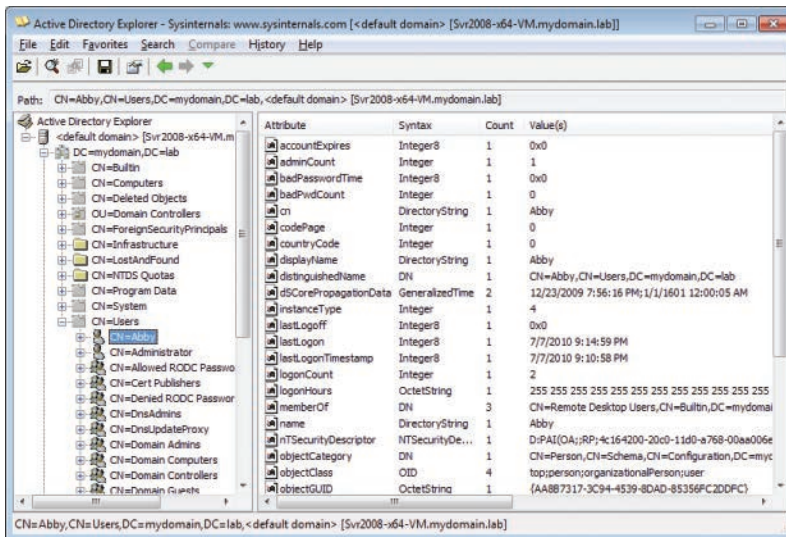 Active Directory Explorer - Sysinternals: www.sysinternals.com [<default domain> [Svr2008-x64-VM.mydomain.lab]]
File Edit Favorites Search Compare History Help
Path: CN=Abby,CN=Users,DC=mydomain,DC=lab,<default domain> [Svr2008-x64-VM.mydomain.lab]
Active Directory Explorer
<default domain> [Svr2008-x64-VM.m
DC=mydomain,DC=lab
CN=Builtin
CN=Computers
CN=Deleted Objects
OU=Domain Controllers
CN=ForeignSecurityPrincipals
CN=Infrastructure
CN=LostAndFound
CN=NTDS Quotas
CN=Program Data
CN=System
CN=Users
CN=Abby
CN=Administrator
CN=Allowed RODC Passwo
CN=Cert Publishers
CN=Denied RODC Passwor
CN=DnsAdmins
CN=DnsUpdateProxy
CN=Domain Admins
CN=Domain Computers
CN=Domain Controllers
CN=Domain Guests
Attribute Syntax Count Value(s)
accountExpires Integer8 1 0x0
adminCount Integer 1 1
badPasswordTime Integer8 1 0x0
badPwdCount Integer 1 0
cn DirectoryString 1 Abby
codePage Integer 1 0
countryCode Integer 1 0
displayName DirectoryString 1 Abby
distinguishedName DN 1 CN=Abby,CN=Users,DC=mydomain,DC=lab
dSCorePropagationData GeneralizedTime 2 12/23/2009 7:56:16 PM;1/1/1601 12:00:05 AM
instanceType Integer 1 4
lastLogoff Integer8 1 0x0
lastLogon Integer8 1 7/7/2010 9:14:59 PM
lastLogonTimestamp Integer8 1 7/7/2010 9:10:58 PM
logonCount Integer 1 2
logonHours OctetString 1 255 255 255 255 255 255 255 255 255 255 255
memberOf DN 3 CN=Remote Desktop Users,CN=Builtin,DC=mydomai
name DirectoryString 1 Abby
nTSecurityDescriptor NTSecurityDe... 1 D:PAI(OA;;RP;4c164200-20c0-11d0-a768-00aa006e
objectCategory DN 1 CN=Person,CN=Schema,CN=Configuration,DC=myc
objectClass OID 4 top;person;organizationalPerson;user
objectGUID OctetString 1 {AA8B7317-3C94-4539-8DAD-85356FC2DDFC}
CN=Abby,CN=Users,DC=mydomain,DC=lab,<default domain> [Svr2008-x64-VM.mydomain.lab]